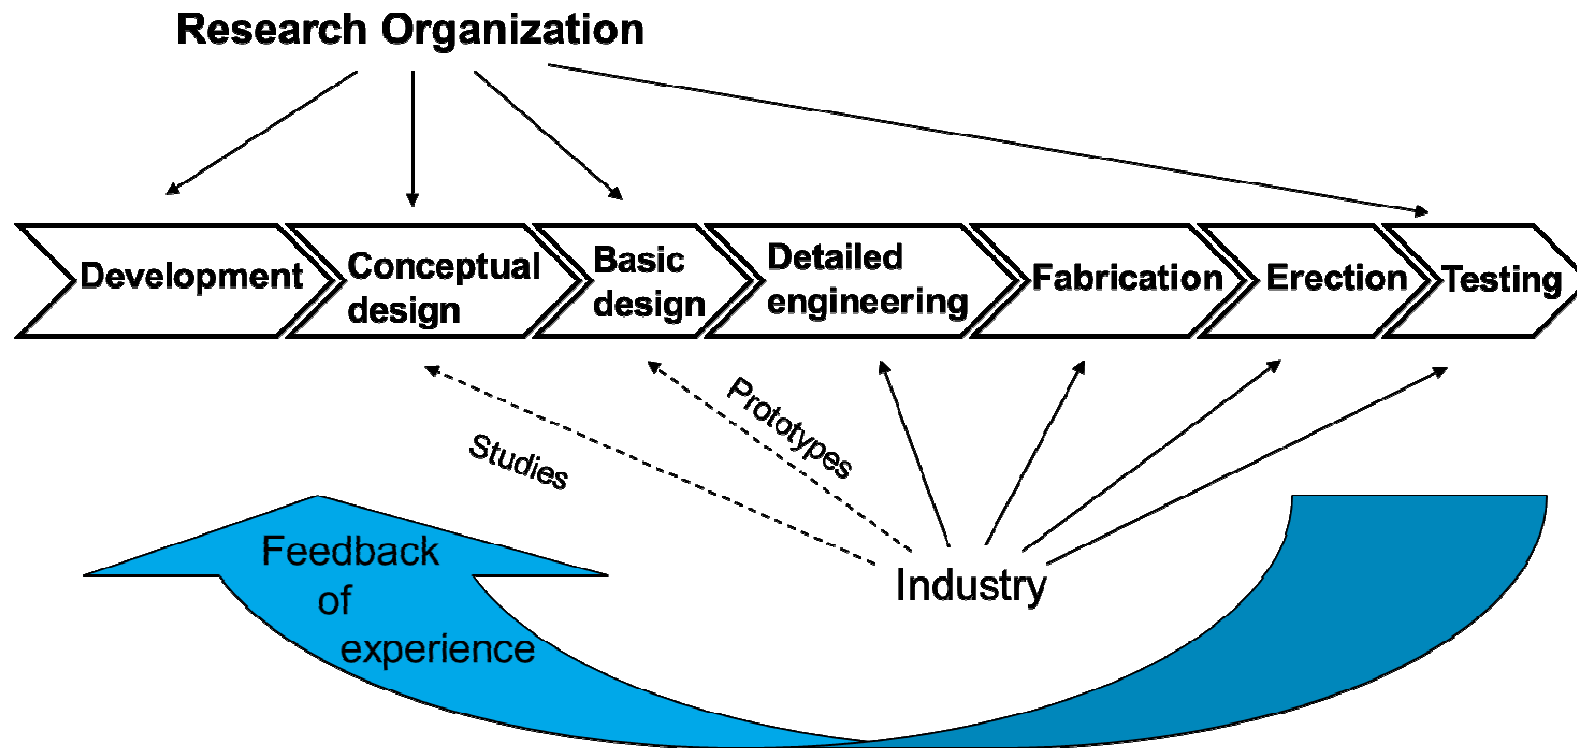 Research Organization
Development
Conceptual
design
Basic
design
Detailed
engineering
Fabrication
Erection
Testing
Studies
Prototypes
Industry
Feedback
of
experience